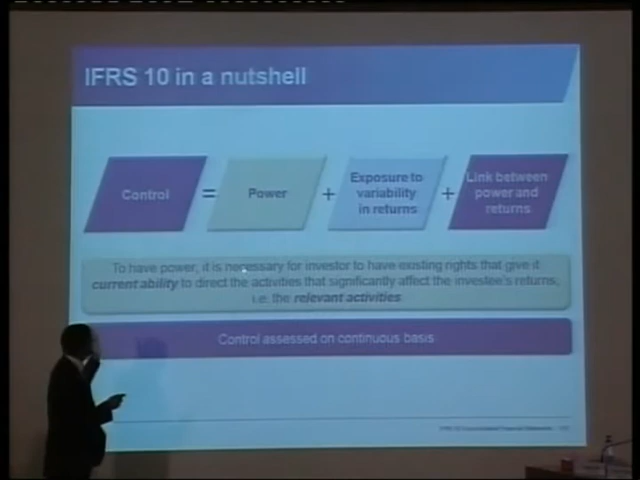 IFRS 10 in a nutshell
Control = Power + Exposure to variability in returns + Link between power and returns
To have power, it is necessary for investor to have existing rights that give it
current ability to direct the activities that significantly affect the investee's returns,
i.e. the relevant activities
Control assessed on continuous basis